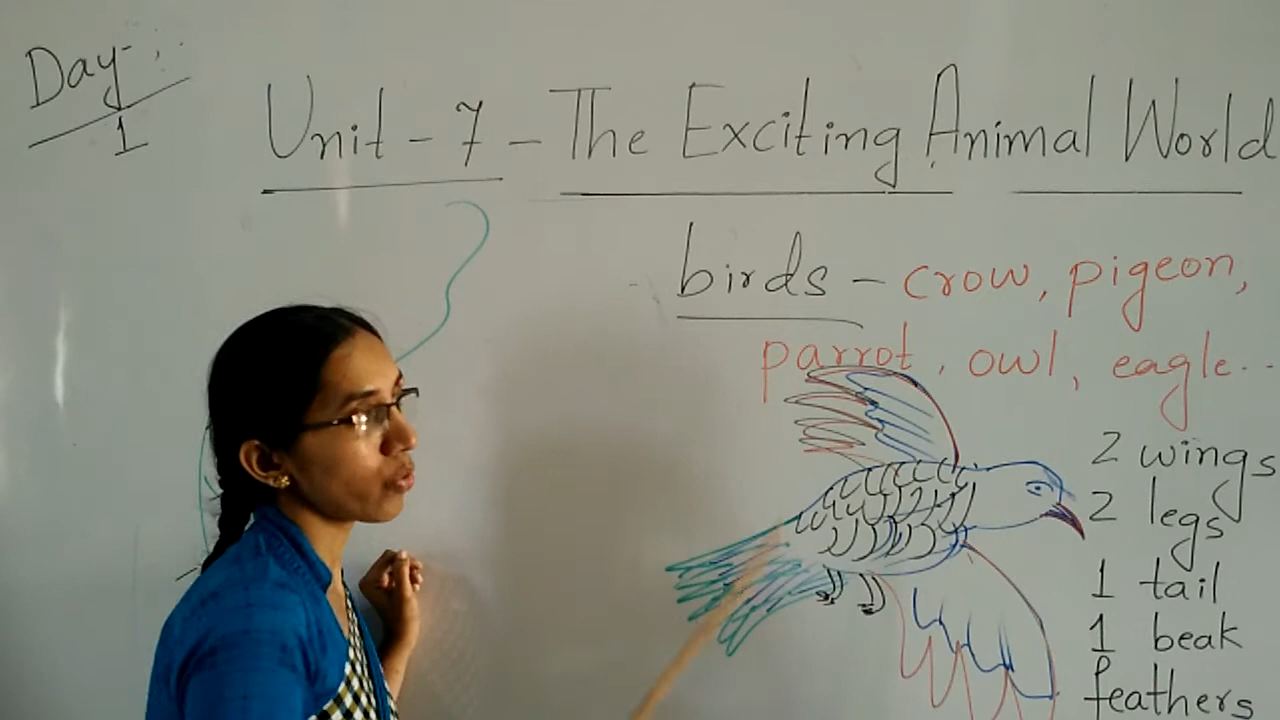 Day-
1
Unit - 7 - The Exciting Animal World
birds - crow, pigeon,
parrot, owl, eagle..
2 wings
2 legs
1 tail
1 beak
feathers